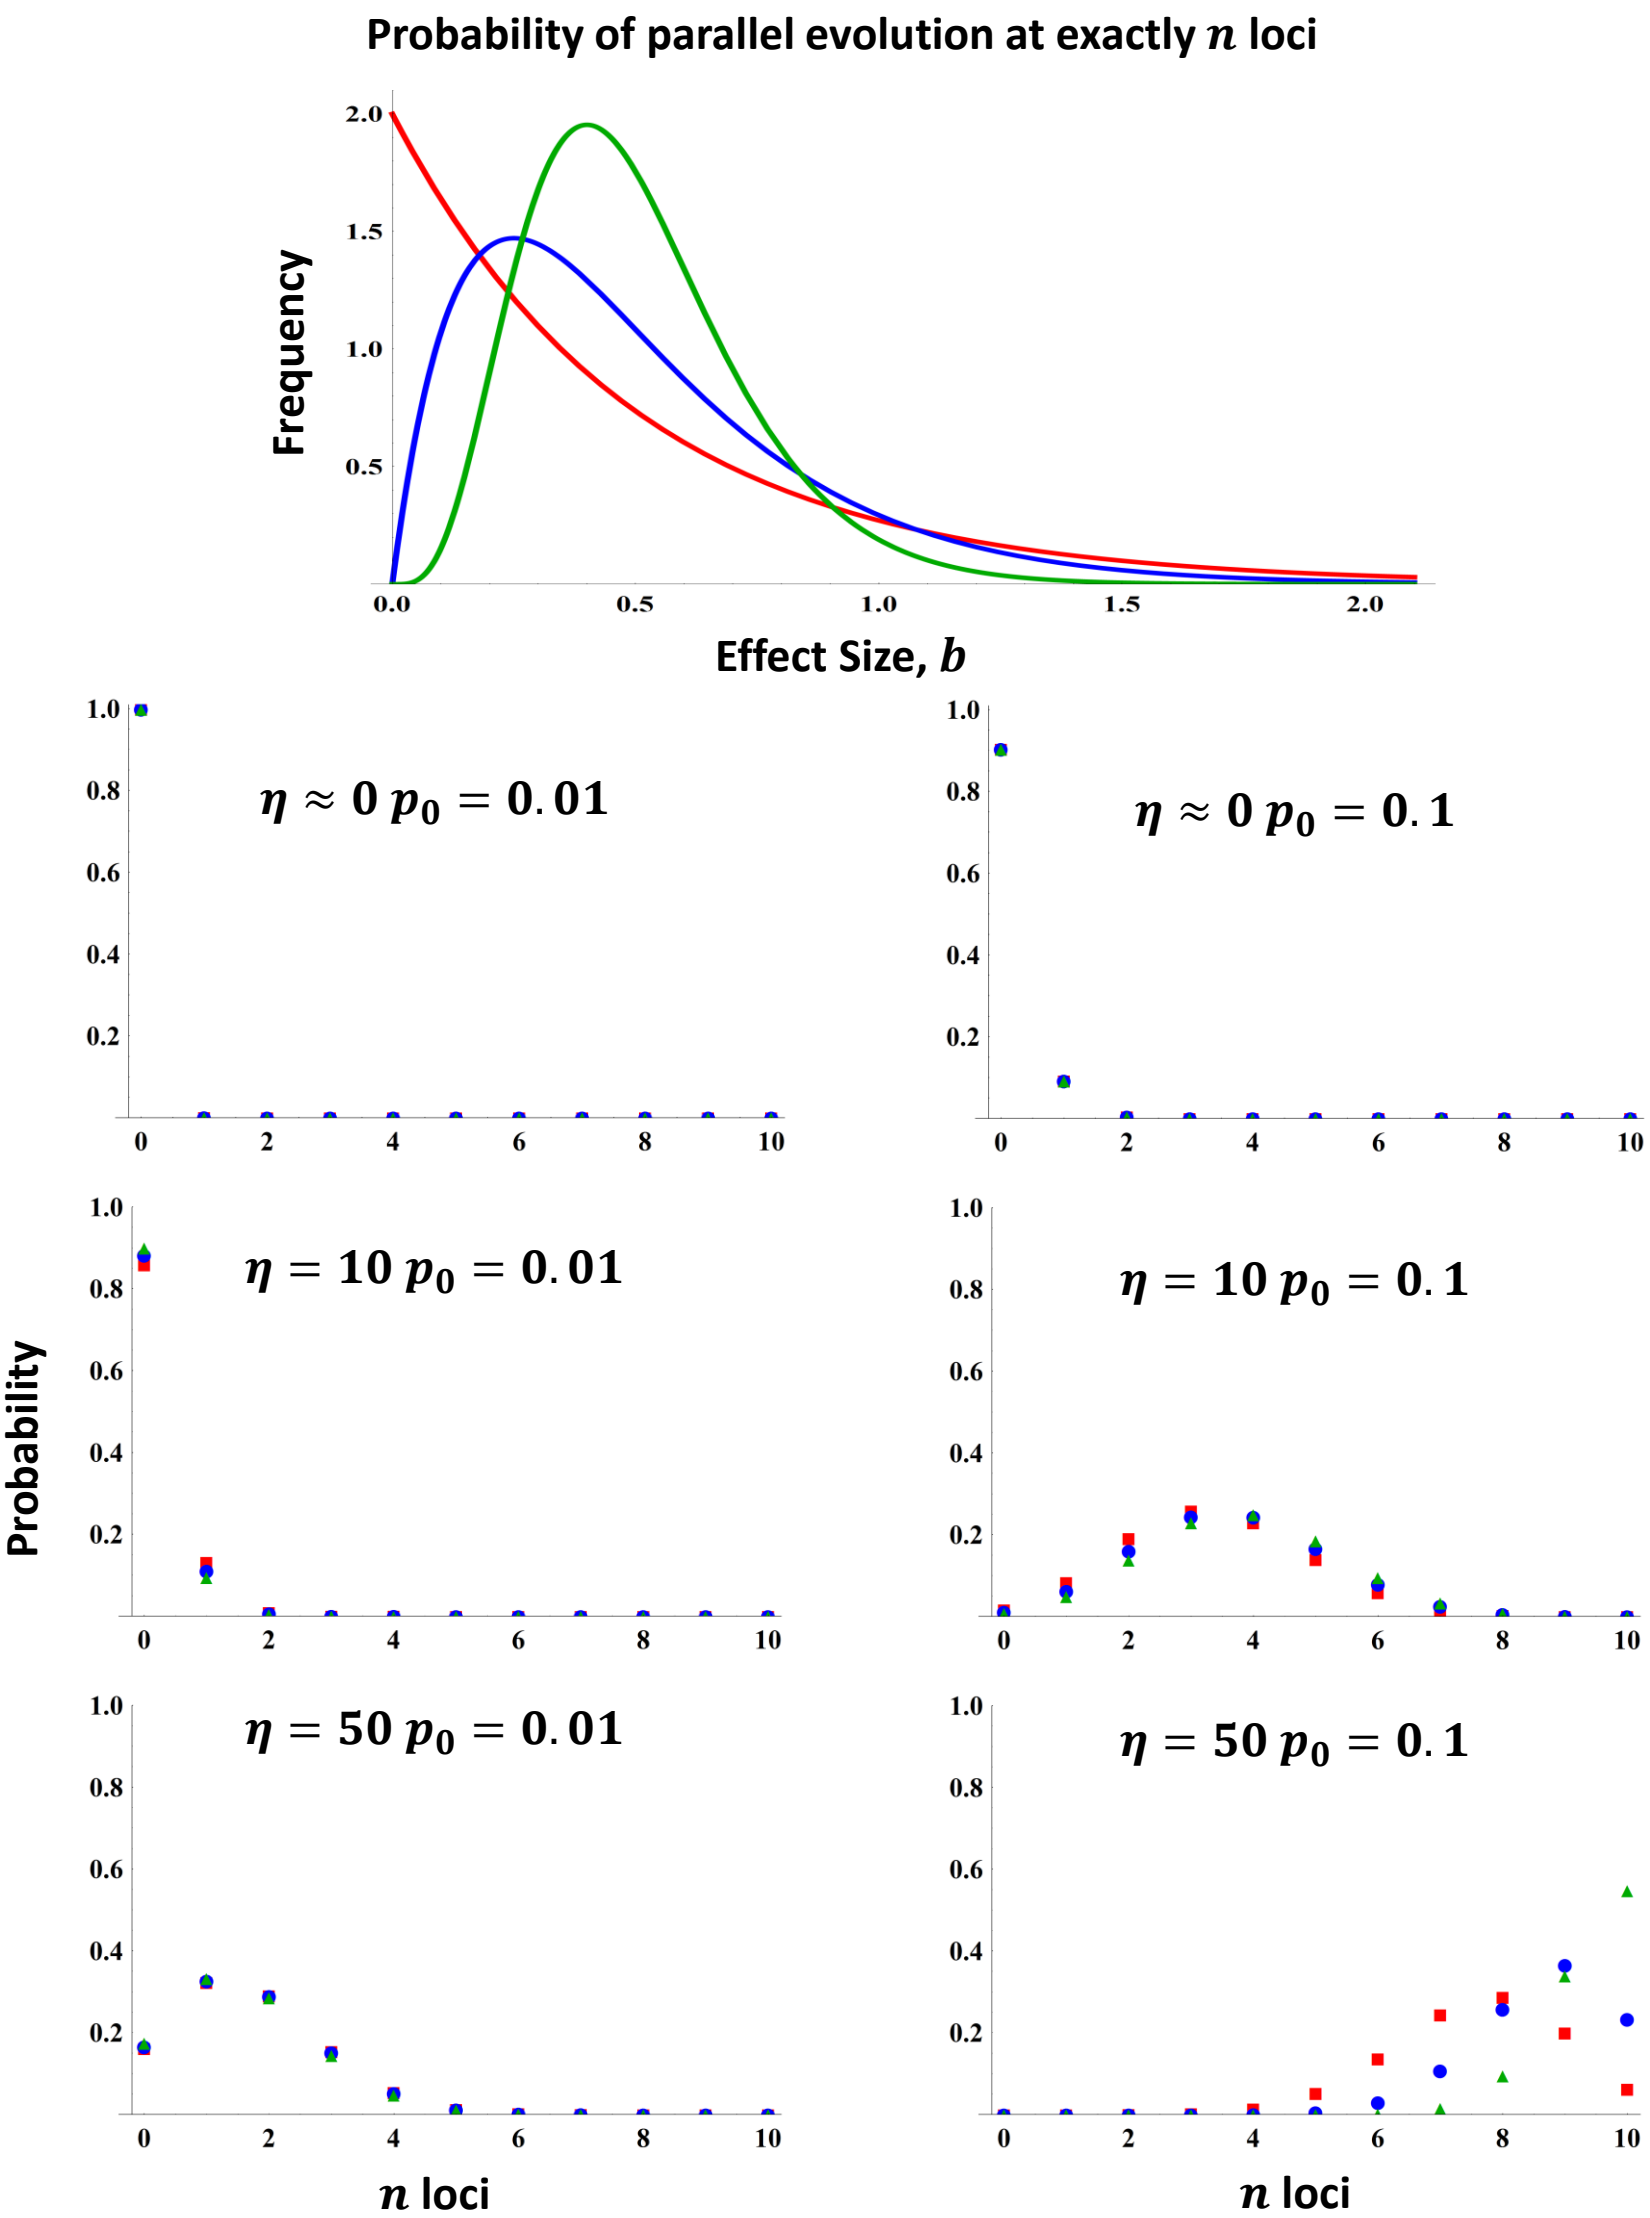 Probability of parallel evolution at exactly n loci
2.0
1.5
1.0
0.5
Frequency
0.0 0.5 1.0 1.5 2.0
Effect Size, b
1.0
0.8
0.6
0.4
0.2
η ≈ 0 p₀ = 0.01
0 2 4 6 8 10
1.0
0.8
0.6
0.4
0.2
η ≈ 0 p₀ = 0.1
0 2 4 6 8 10
Probability
1.0
0.8
0.6
0.4
0.2
η = 10 p₀ = 0.01
0 2 4 6 8 10
1.0
0.8
0.6
0.4
0.2
η = 10 p₀ = 0.1
0 2 4 6 8 10
1.0
0.8
0.6
0.4
0.2
η = 50 p₀ = 0.01
0 2 4 6 8 10
n loci
1.0
0.8
0.6
0.4
0.2
η = 50 p₀ = 0.1
0 2 4 6 8 10
n loci